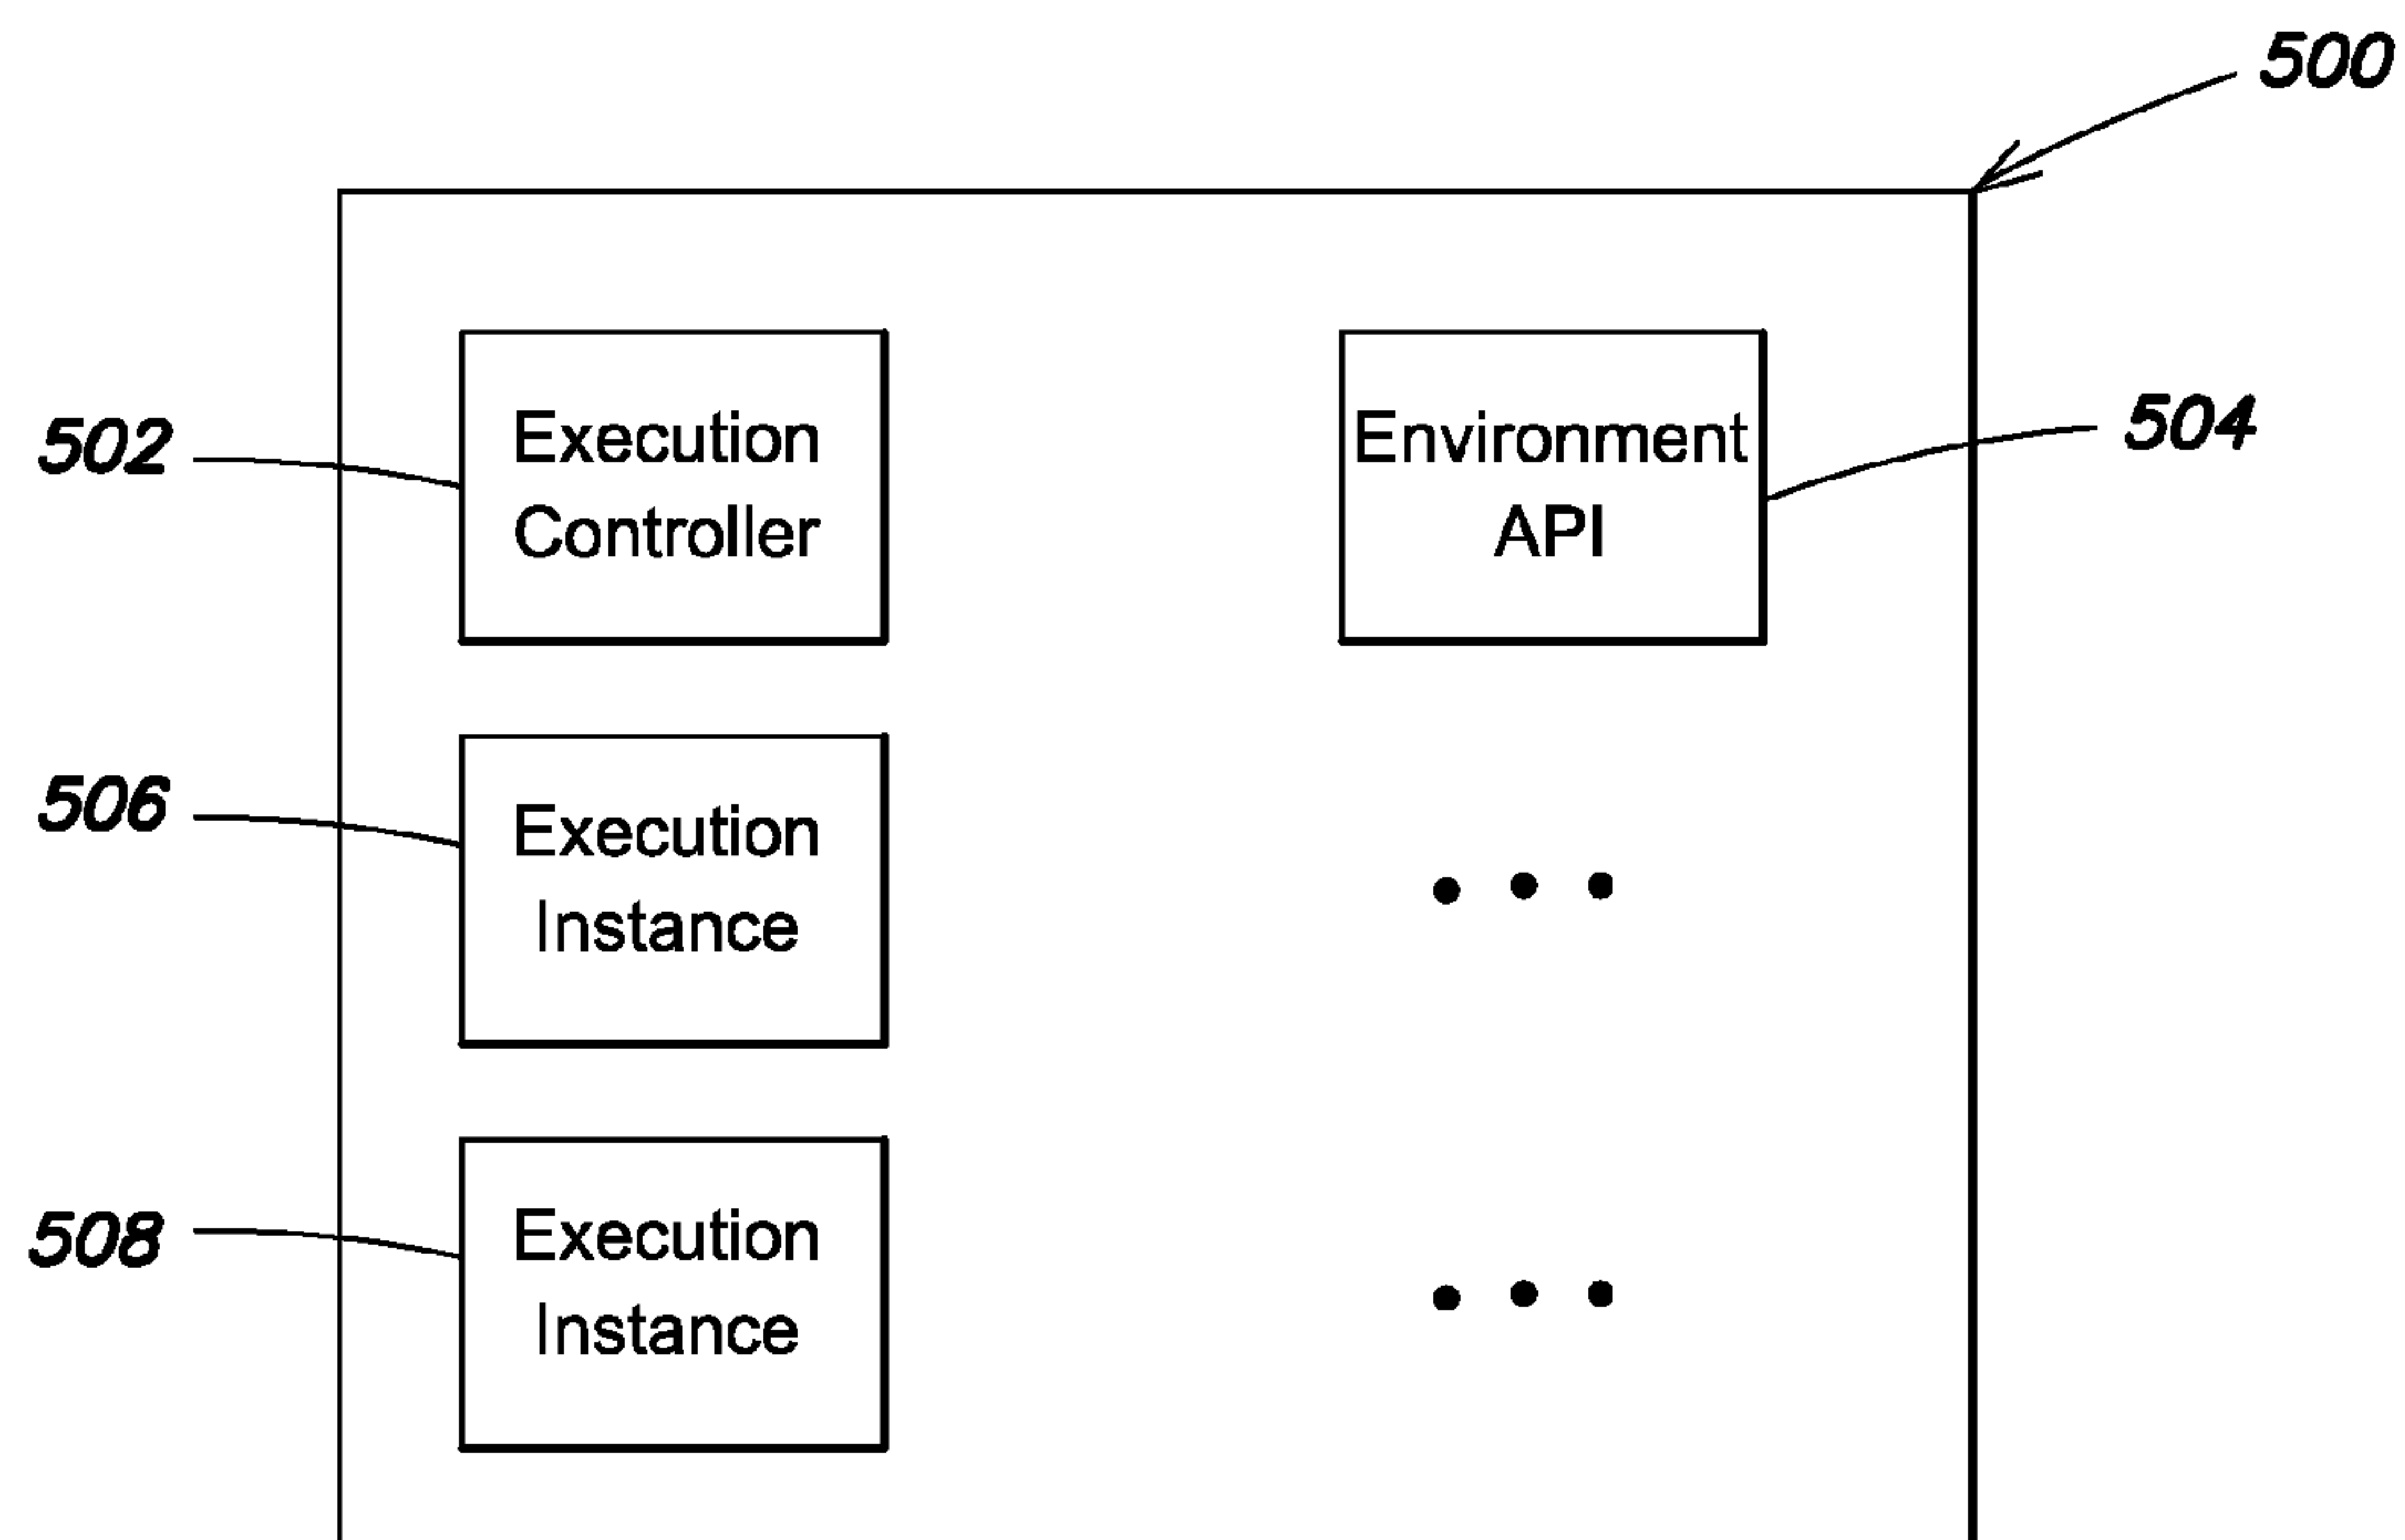 500
502
Execution
Controller
Environment
API
504
506
Execution
Instance
508
Execution
Instance